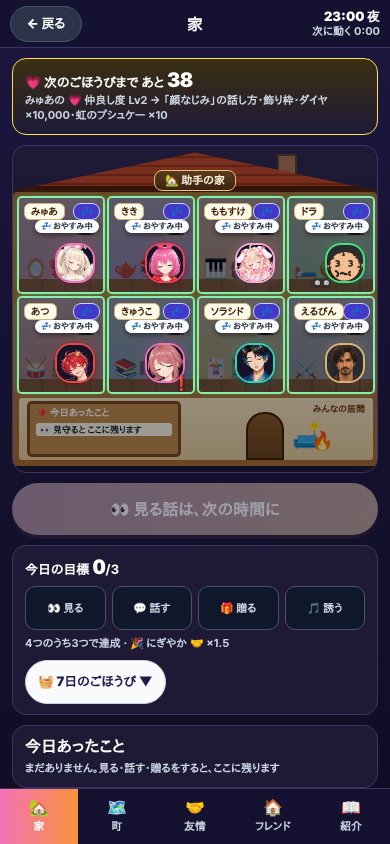 ← 戻る
家
23:00 夜
次に動く 0:00
💗 次のごほうびまで あと 38
みゅあの 💗 仲良し度 Lv2 → 「顔なじみ」の話し方・飾り枠・ダイヤ
×10,000・虹のブシュケー ×10
🏡 助手の家
みゅあ 💤
💤 おやすみ中
きき 💤
💤 おやすみ中
ももすけ 💤
💤 おやすみ中
ドラ 💤
💤 おやすみ中
あつ 💤
💤 おやすみ中
きゅうこ 💤
💤 おやすみ中
ソラシド 💤
💤 おやすみ中
えるぴん 💤
💤 おやすみ中
📌 今日あったこと
👀 見守ると ここに残ります
みんなの居間
👀 見る話は、次の時間に
今日の目標 0/3
👀 見る
💬 話す
🎁 贈る
🎵 誘う
4つのうち3つで達成・🎉 にぎやか 🤝 ×1.5
🧺 7日のごほうび ▼
今日あったこと
まだありません。見る・話す・贈るをすると、ここに残ります
🏡 家
🗺️ 町
🤝 友情
🏠 フレンド
📖 紹介